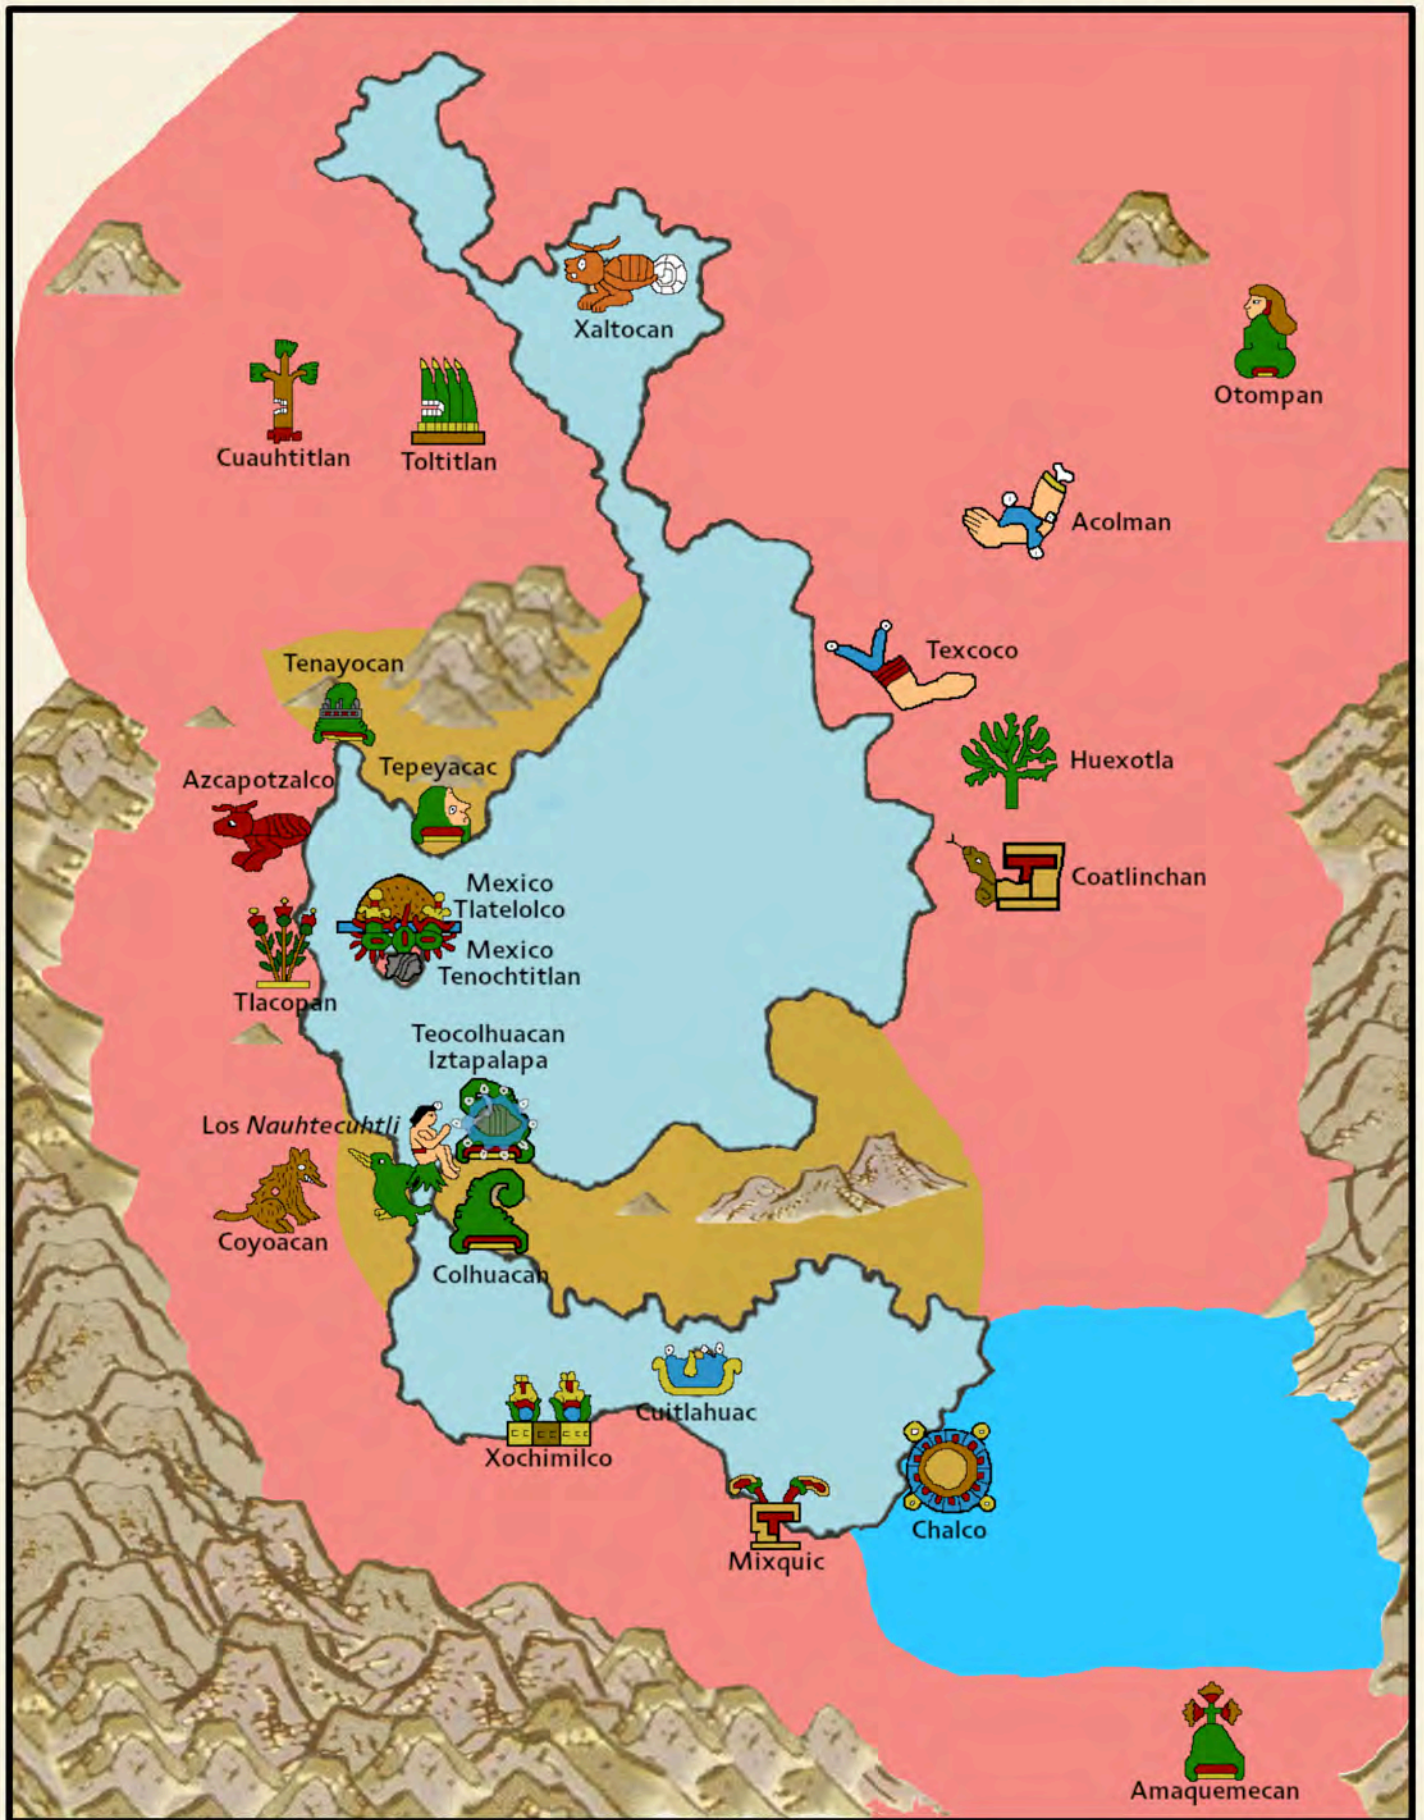 Xaltocan
Otompan
Cuauhtitlan
Toltitlan
Acolman
Texcoco
Tenayocan
Huexotla
Tepeyacac
Azcapotzalco
Coatlinchan
Mexico
Tlatelolco
Mexico
Tenochtitlan
Tlacopan
Teocolhuacan
Iztapalapa
Los Nauhtecuhtli
Coyoacan
Colhuacan
Cuitlahuac
Xochimilco
Chalco
Mixquic
Amaquemecan